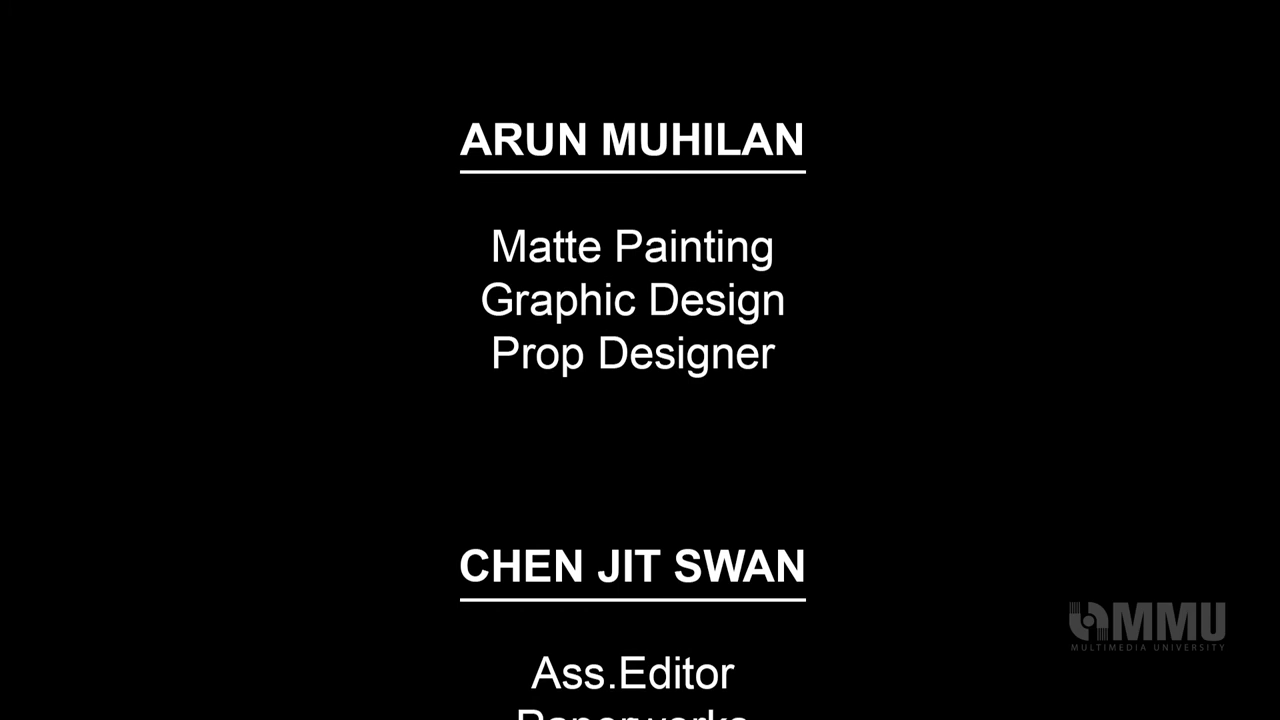 ARUN MUHILAN
Matte Painting
Graphic Design
Prop Designer
CHEN JIT SWAN
MMU
MULTIMEDIA UNIVERSITY
Ass.Editor